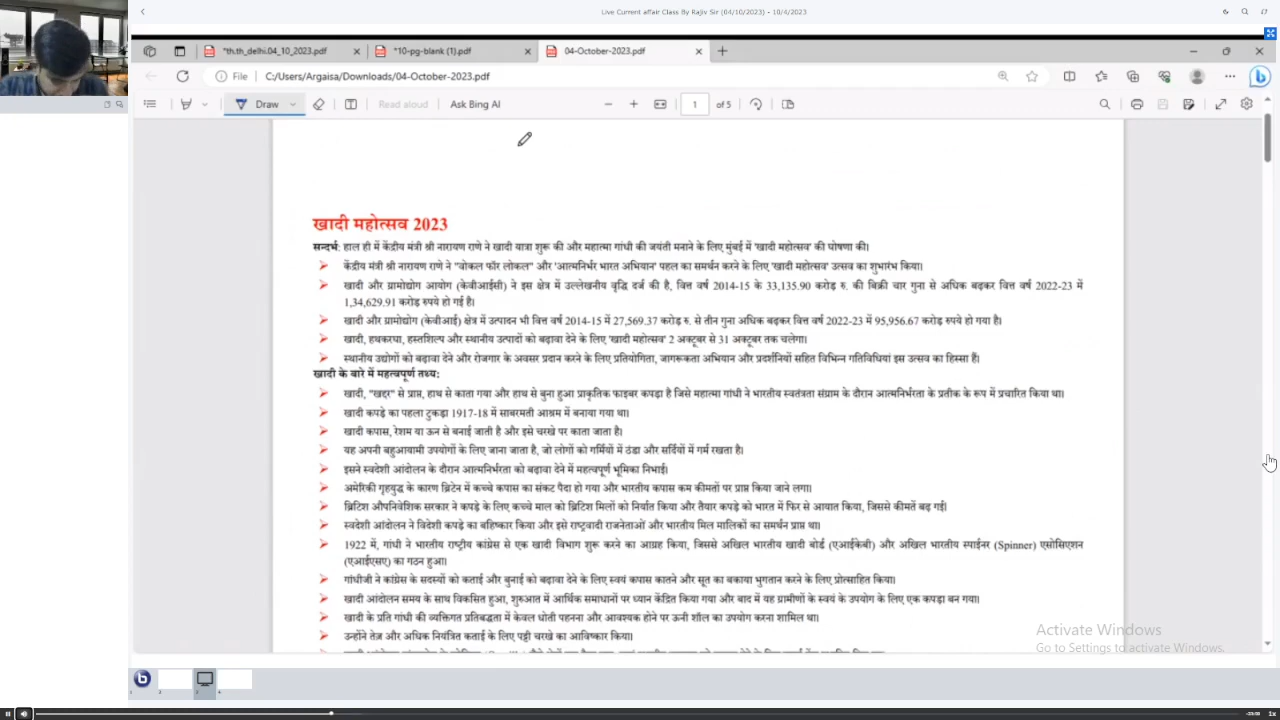 Live Current affair Class By Rajiv Sir (04/10/2023) - 10/4/2023
*th.th_delhi.04_10_2023.pdf
*10-pg-blank (1).pdf
04-October-2023.pdf
File C:/Users/Argaisa/Downloads/04-October-2023.pdf
Draw Read aloud Ask Bing AI 1 of 5
खादी महोत्सव 2023
सन्दर्भ: हाल ही में केंद्रीय मंत्री श्री नारायण राणे ने खादी यात्रा शुरू की और महात्मा गांधी की जयंती मनाने के लिए मुंबई में 'खादी महोत्सव' की घोषणा की।
केंद्रीय मंत्री श्री नारायण राणे ने "वोकल फॉर लोकल" और 'आत्मनिर्भर भारत अभियान' पहल का समर्थन करने के लिए 'खादी महोत्सव' उत्सव का शुभारंभ किया।
खादी और ग्रामोद्योग आयोग (केवीआईसी) ने इस क्षेत्र में उल्लेखनीय वृद्धि दर्ज की है, वित्त वर्ष 2014-15 के 33,135.90 करोड़ रु. की बिक्री चार गुना से अधिक बढ़कर वित्त वर्ष 2022-23 में
1,34,629.91 करोड़ रुपये हो गई है।
खादी और ग्रामोद्योग (केवीआई) क्षेत्र में उत्पादन भी वित्त वर्ष 2014-15 में 27,569.37 करोड़ रु. से तीन गुना अधिक बढ़कर वित्त वर्ष 2022-23 में 95,956.67 करोड़ रुपये हो गया है।
खादी, हथकरघा, हस्तशिल्प और स्थानीय उत्पादों को बढ़ावा देने के लिए 'खादी महोत्सव' 2 अक्टूबर से 31 अक्टूबर तक चलेगा।
स्थानीय उद्योगों को बढ़ावा देने और रोजगार के अवसर प्रदान करने के लिए प्रतियोगिता, जागरूकता अभियान और प्रदर्शनियों सहित विभिन्न गतिविधियां इस उत्सव का हिस्सा हैं।
खादी के बारे में महत्वपूर्ण तथ्य:
खादी, "खद्दर" से प्राप्त, हाथ से काता गया और हाथ से बुना हुआ प्राकृतिक फाइबर कपड़ा है जिसे महात्मा गांधी ने भारतीय स्वतंत्रता संग्राम के दौरान आत्मनिर्भरता के प्रतीक के रूप में प्रचारित किया था।
खादी कपड़े का पहला टुकड़ा 1917-18 में साबरमती आश्रम में बनाया गया था।
खादी कपास, रेशम या ऊन से बनाई जाती है और इसे चरखे पर काता जाता है।
यह अपनी बहुआयामी उपयोगों के लिए जाना जाता है, जो लोगों को गर्मियों में ठंडा और सर्दियों में गर्म रखता है।
इसने स्वदेशी आंदोलन के दौरान आत्मनिर्भरता को बढ़ावा देने में महत्वपूर्ण भूमिका निभाई।
अमेरिकी गृहयुद्ध के कारण ब्रिटेन में कच्चे कपास का संकट पैदा हो गया और भारतीय कपास कम कीमतों पर प्राप्त किया जाने लगा।
ब्रिटिश औपनिवेशिक सरकार ने कपड़े के लिए कच्चे माल को ब्रिटिश मिलों को निर्यात किया और तैयार कपड़े को भारत में फिर से आयात किया, जिससे कीमतें बढ़ गईं।
स्वदेशी आंदोलन ने विदेशी कपड़े का बहिष्कार किया और इसे राष्ट्रवादी राजनेताओं और भारतीय मिल मालिकों का समर्थन प्राप्त था।
1922 में, गांधी ने भारतीय राष्ट्रीय कांग्रेस से एक खादी विभाग शुरू करने का आग्रह किया, जिससे अखिल भारतीय खादी बोर्ड (एआईकेबी) और अखिल भारतीय स्पाईनर (Spinner) एसोसिएशन
(एआईएसए) का गठन हुआ।
गांधीजी ने कांग्रेस के सदस्यों को कताई और बुनाई को बढ़ावा देने के लिए स्वयं कपास कातने और सूत का बकाया भुगतान करने के लिए प्रोत्साहित किया।
खादी आंदोलन समय के साथ विकसित हुआ, शुरुआत में आर्थिक समाधानों पर ध्यान केंद्रित किया गया और बाद में यह ग्रामीणों के स्वयं के उपयोग के लिए एक कपड़ा बन गया।
खादी के प्रति गांधी की व्यक्तिगत प्रतिबद्धता में केवल धोती पहनना और आवश्यक होने पर ऊनी शॉल का उपयोग करना शामिल था।
उन्होंने तेज़ और अधिक नियंत्रित कताई के लिए पट्टी चरखे का आविष्कार किया।
Activate Windows
Go to Settings to activate Windows.
1x